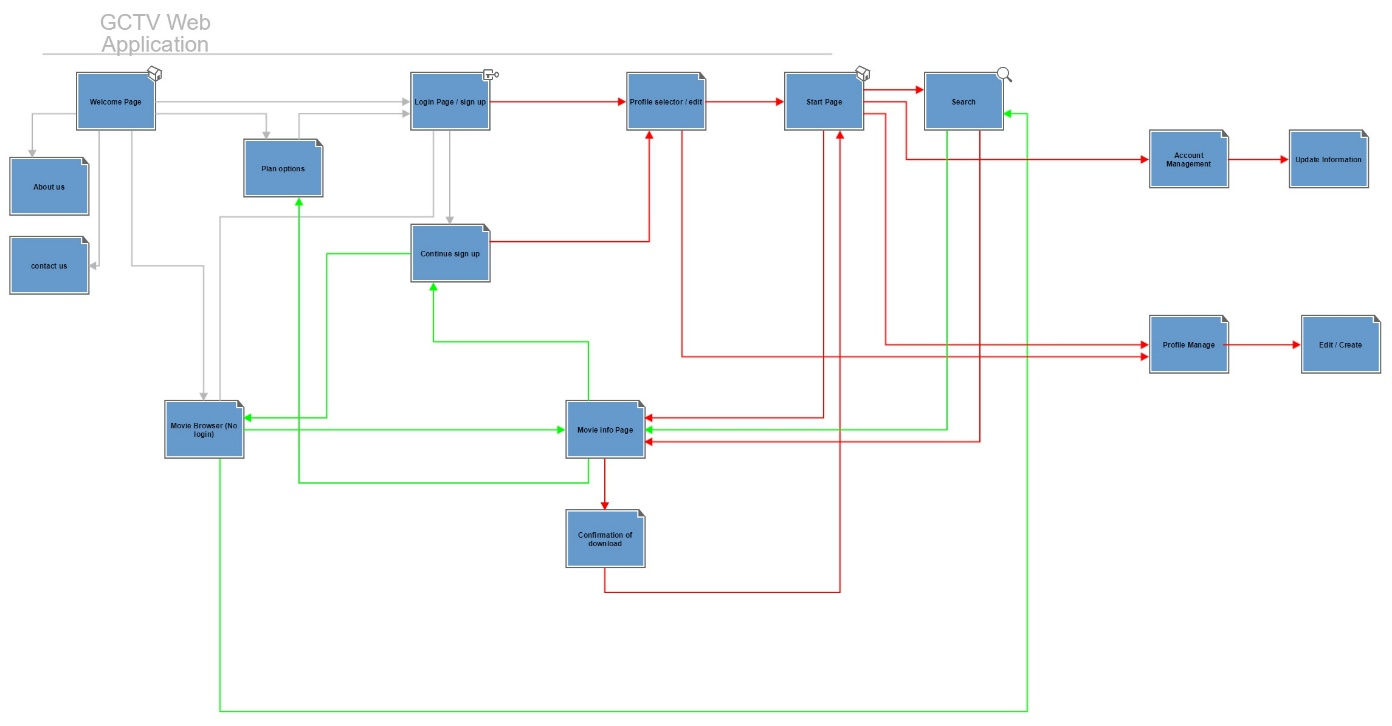 GCTV Web
Application
Welcome Page
Login Page / sign up
Profile selector / edit
Start Page
Search
Plan options
Account
Management
Update Information
About us
contact us
Continue sign up
Profile Manage
Edit / Create
Movie Browser (No
login)
Movie Info Page
Confirmation of
download